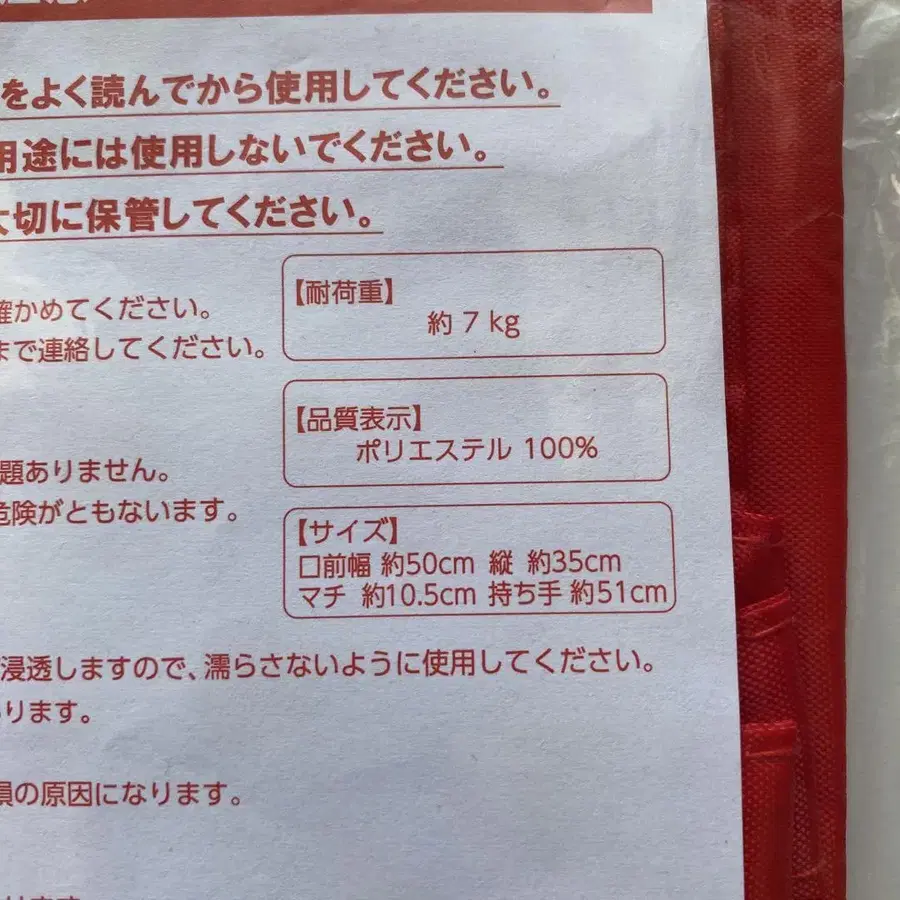 をよく読んでから使用してください。
用途には使用しないでください。
大切に保管してください。
【耐荷重】
約 7 kg
確かめてください。
まで連絡してください。
【品質表示】
ポリエステル 100%
題ありません。
危険がともないます。
【サイズ】
口前幅 約50cm 縦 約35cm
マチ 約10.5cm 持ち手 約51cm
浸透しますので、濡らさないように使用してください。
ります。
損の原因になります。